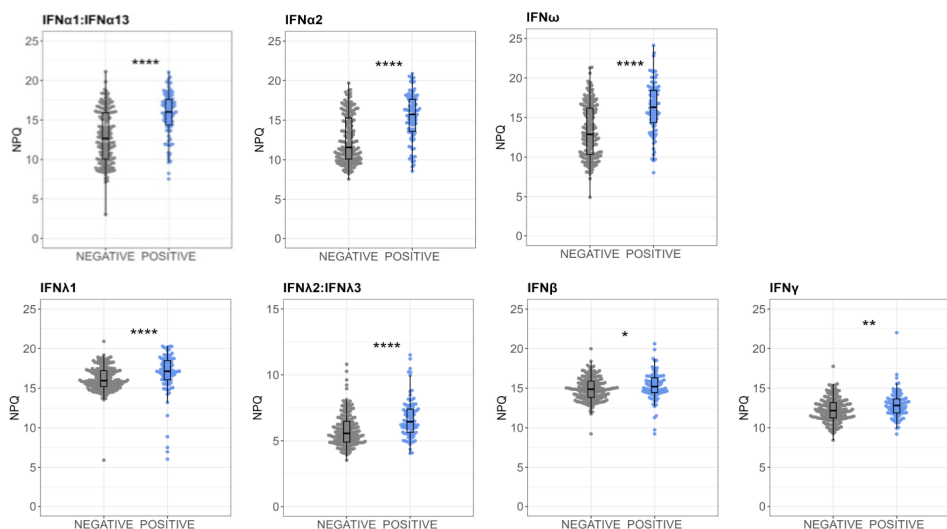 IFNα1:IFNα13
NPQ
25
20
15
10
5
0
****
NEGATIVE POSITIVE
IFNα2
NPQ
25
20
15
10
5
0
****
NEGATIVE POSITIVE
IFNω
NPQ
25
20
15
10
5
0
****
NEGATIVE POSITIVE
IFNλ1
NPQ
25
20
15
10
5
0
****
NEGATIVE POSITIVE
IFNλ2:IFNλ3
NPQ
15
10
5
0
****
NEGATIVE POSITIVE
IFNβ
NPQ
25
20
15
10
5
0
*
NEGATIVE POSITIVE
IFNγ
NPQ
25
20
15
10
5
0
**
NEGATIVE POSITIVE